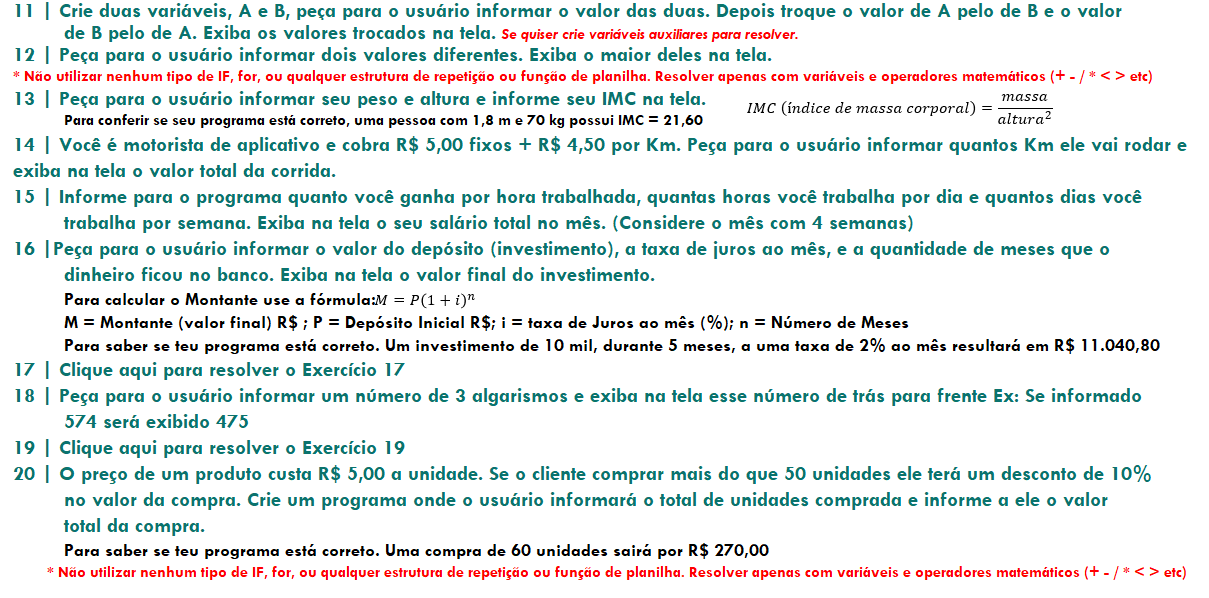 11 | Crie duas variáveis, A e B, peça para o usuário informar o valor das duas. Depois troque o valor de A pelo de B e o valor
de B pelo de A. Exiba os valores trocados na tela. Se quiser crie variáveis auxiliares para resolver.
12 | Peça para o usuário informar dois valores diferentes. Exiba o maior deles na tela.
* Não utilizar nenhum tipo de IF, for, ou qualquer estrutura de repetição ou função de planilha. Resolver apenas com variáveis e operadores matemáticos (+ - / * < > etc)
13 | Peça para o usuário informar seu peso e altura e informe seu IMC na tela. IMC (índice de massa corporal) = massa / altura²
Para conferir se seu programa está correto, uma pessoa com 1,8 m e 70 kg possui IMC = 21,60
14 | Você é motorista de aplicativo e cobra R$ 5,00 fixos + R$ 4,50 por Km. Peça para o usuário informar quantos Km ele vai rodar e
exiba na tela o valor total da corrida.
15 | Informe para o programa quanto você ganha por hora trabalhada, quantas horas você trabalha por dia e quantos dias você
trabalha por semana. Exiba na tela o seu salário total no mês. (Considere o mês com 4 semanas)
16 |Peça para o usuário informar o valor do depósito (investimento), a taxa de juros ao mês, e a quantidade de meses que o
dinheiro ficou no banco. Exiba na tela o valor final do investimento.
Para calcular o Montante use a fórmula:M = P(1 + i)ⁿ
M = Montante (valor final) R$ ; P = Depósito Inicial R$; i = taxa de Juros ao mês (%); n = Número de Meses
Para saber se teu programa está correto. Um investimento de 10 mil, durante 5 meses, a uma taxa de 2% ao mês resultará em R$ 11.040,80
17 | Clique aqui para resolver o Exercício 17
18 | Peça para o usuário informar um número de 3 algarismos e exiba na tela esse número de trás para frente Ex: Se informado
574 será exibido 475
19 | Clique aqui para resolver o Exercício 19
20 | O preço de um produto custa R$ 5,00 a unidade. Se o cliente comprar mais do que 50 unidades ele terá um desconto de 10%
no valor da compra. Crie um programa onde o usuário informará o total de unidades comprada e informe a ele o valor
total da compra.
Para saber se teu programa está correto. Uma compra de 60 unidades sairá por R$ 270,00
* Não utilizar nenhum tipo de IF, for, ou qualquer estrutura de repetição ou função de planilha. Resolver apenas com variáveis e operadores matemáticos (+ - / * < > etc)